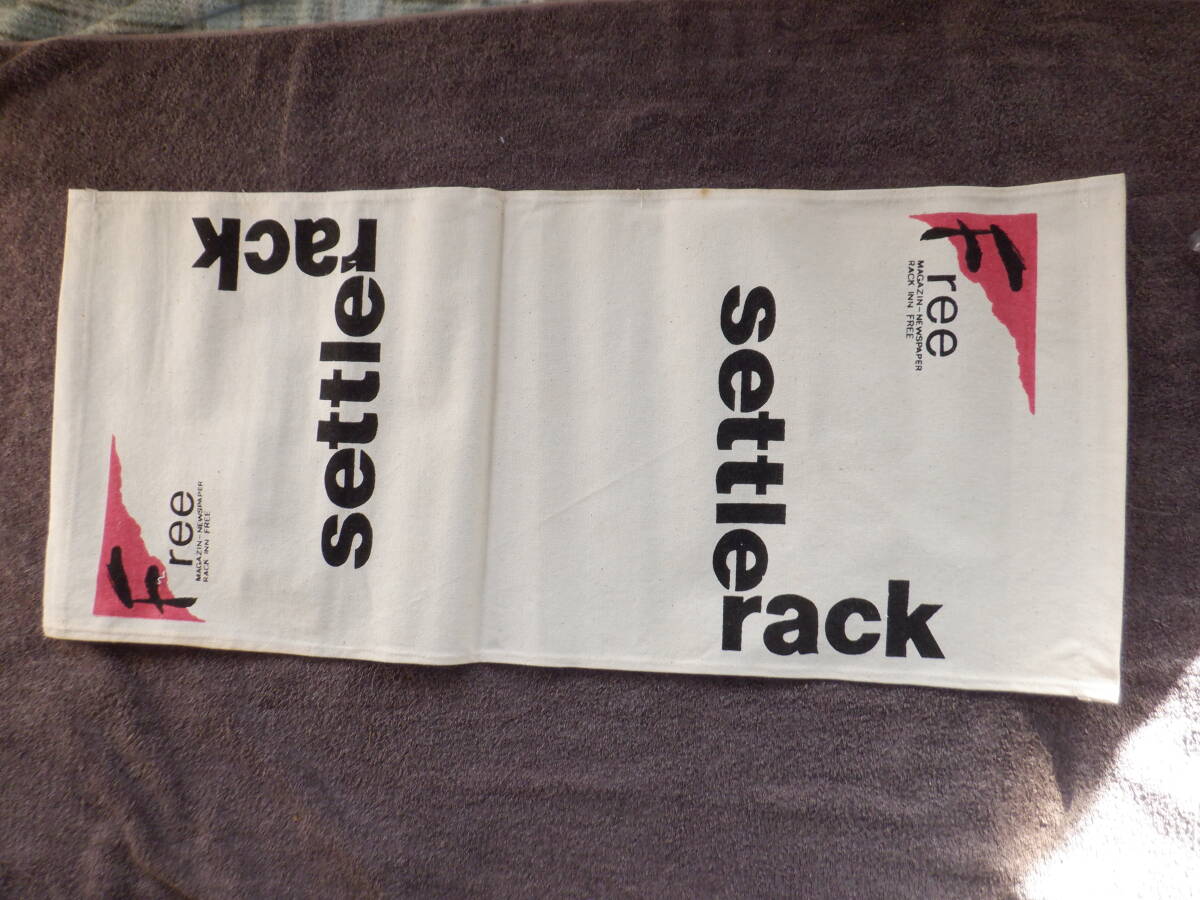 settle
rack
Free
MAGAZIN-NEWSPAPER
RACK INN FREE
Free
MAGAZIN-NEWSPAPER
RACK INN FREE
settle
rack